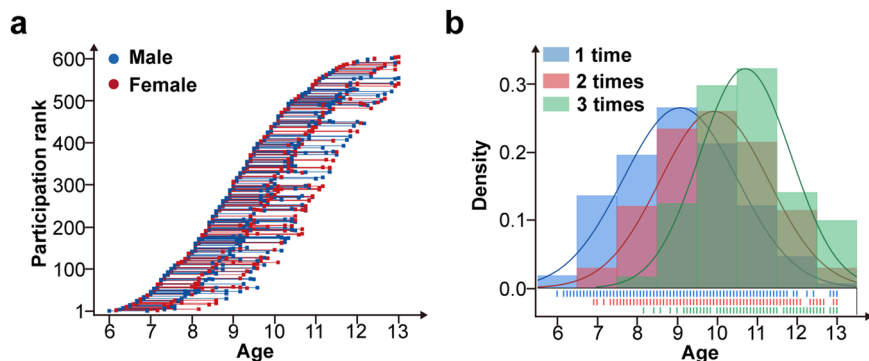 a
Male
Female
Participation rank
600
500
400
300
200
100
1
6 7 8 9 10 11 12 13
Age
b
1 time
2 times
3 times
Density
0.3
0.2
0.1
0.0
6 7 8 9 10 11 12 13
Age